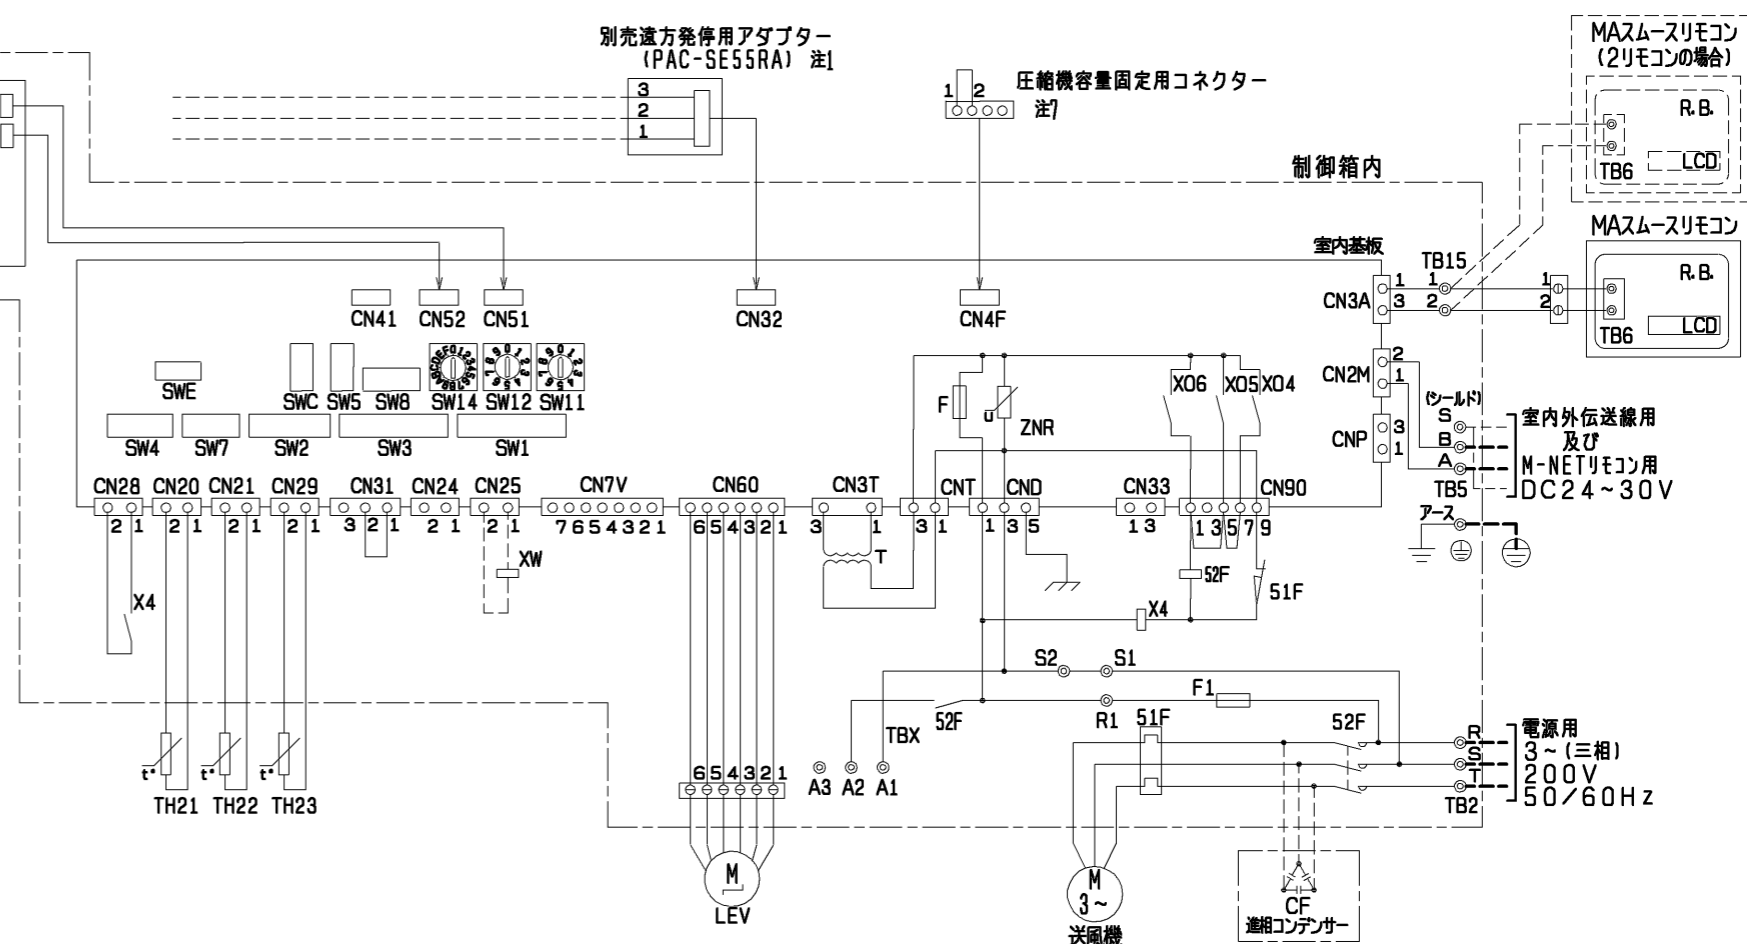 別売遠方発停用アダプター
(PAC-SE55RA) 注1
3
2
1
1 2
圧縮機容量固定用コネクター
注7
MAスムースリモコン
(2リモコンの場合)
R.B.
LCD
TB6
制御箱内
MAスムースリモコン
R.B.
LCD
TB6
室内基板
TB15
CN3A
1 1 1
3 2 2
CN41 CN52 CN51 CN32 CN4F
CN2M
2
1
SWE
SWC SW5 SW8 SW14 SW12 SW11
F
u
ZNR
X06 X05 X04
CNP
3
1
SW4 SW7 SW2 SW3 SW1
(シールド)
S
B
A
TB5
室内外伝送線用
及び
M-NETリモコン用
DC24~30V
アース
CN28 CN20 CN21 CN29 CN31 CN24 CN25 CN7V CN60 CN3T CNT CND CN33 CN90
2 1 2 1 2 1 2 1 3 2 1 2 1 2 1 7 6 5 4 3 2 1 6 5 4 3 2 1 3 1 3 1 1 3 5 1 3 1 3 5 7 9
XW
T
52F
51F
X4
X4
S2 S1
F1
R1
52F
TBX
51F
52F
A3 A2 A1
6 5 4 3 2 1
t°
t°
t°
TH21 TH22 TH23
R
S
T
TB2
電源用
3~(三相)
200V
50/60Hz
M
LEV
M
3~
送風機
CF
進相コンデンサー